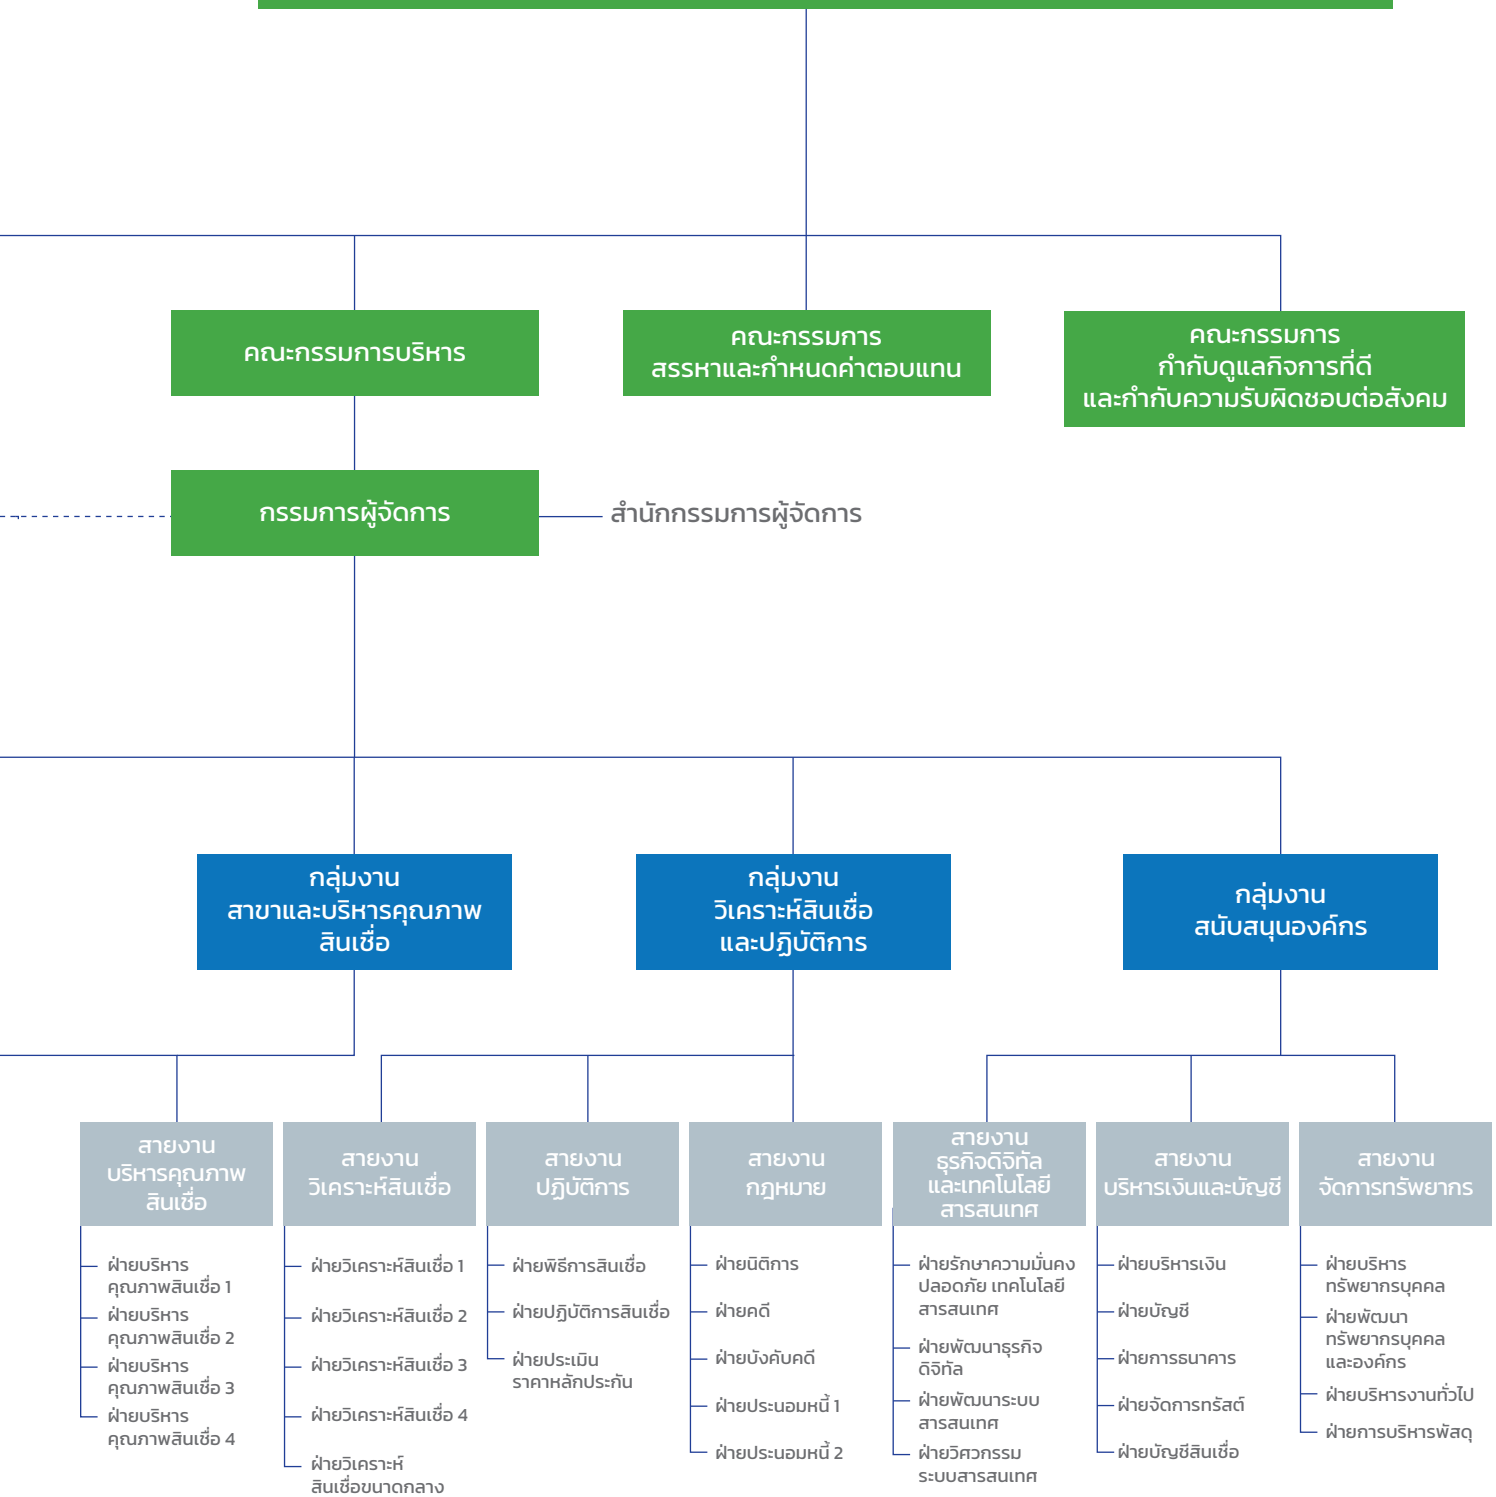 คณะกรรมการบริหาร
คณะกรรมการ
สรรหาและกำหนดค่าตอบแทน
คณะกรรมการ
กำกับดูแลกิจการที่ดี
และกำกับความรับผิดชอบต่อสังคม
กรรมการผู้จัดการ
สำนักกรรมการผู้จัดการ
กลุ่มงาน
สาขาและบริหารคุณภาพ
สินเชื่อ
กลุ่มงาน
วิเคราะห์สินเชื่อ
และปฏิบัติการ
กลุ่มงาน
สนับสนุนองค์กร
สายงาน
บริหารคุณภาพ
สินเชื่อ
ฝ่ายบริหาร
คุณภาพสินเชื่อ 1
ฝ่ายบริหาร
คุณภาพสินเชื่อ 2
ฝ่ายบริหาร
คุณภาพสินเชื่อ 3
ฝ่ายบริหาร
คุณภาพสินเชื่อ 4
สายงาน
วิเคราะห์สินเชื่อ
ฝ่ายวิเคราะห์สินเชื่อ 1
ฝ่ายวิเคราะห์สินเชื่อ 2
ฝ่ายวิเคราะห์สินเชื่อ 3
ฝ่ายวิเคราะห์สินเชื่อ 4
ฝ่ายวิเคราะห์
สินเชื่อขนาดกลาง
สายงาน
ปฏิบัติการ
ฝ่ายพิธีการสินเชื่อ
ฝ่ายปฏิบัติการสินเชื่อ
ฝ่ายประเมิน
ราคาหลักประกัน
สายงาน
กฎหมาย
ฝ่ายนิติการ
ฝ่ายคดี
ฝ่ายบังคับคดี
ฝ่ายประนอมหนี้ 1
ฝ่ายประนอมหนี้ 2
สายงาน
ธุรกิจดิจิทัล
และเทคโนโลยี
สารสนเทศ
ฝ่ายรักษาความมั่นคง
ปลอดภัย เทคโนโลยี
สารสนเทศ
ฝ่ายพัฒนาธุรกิจ
ดิจิทัล
ฝ่ายพัฒนาระบบ
สารสนเทศ
ฝ่ายวิศวกรรม
ระบบสารสนเทศ
สายงาน
บริหารเงินและบัญชี
ฝ่ายบริหารเงิน
ฝ่ายบัญชี
ฝ่ายการธนาคาร
ฝ่ายจัดการทรัสต์
ฝ่ายบัญชีสินเชื่อ
สายงาน
จัดการทรัพยากร
ฝ่ายบริหาร
ทรัพยากรบุคคล
ฝ่ายพัฒนา
ทรัพยากรบุคคล
และองค์กร
ฝ่ายบริหารงานทั่วไป
ฝ่ายการบริหารพัสดุ